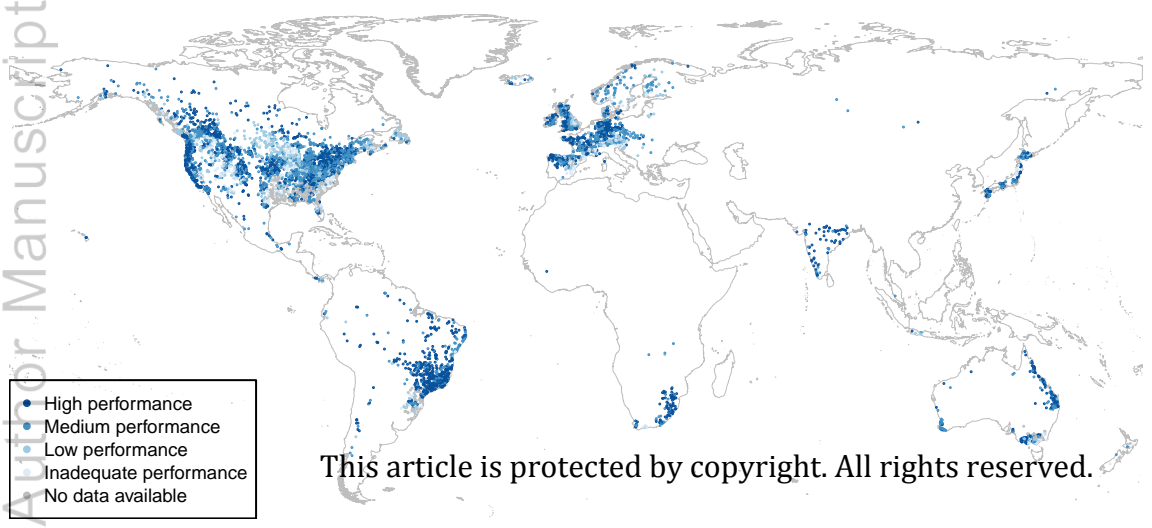 Author Manuscript
High performance
Medium performance
Low performance
Inadequate performance
No data available
This article is protected by copyright. All rights reserved.